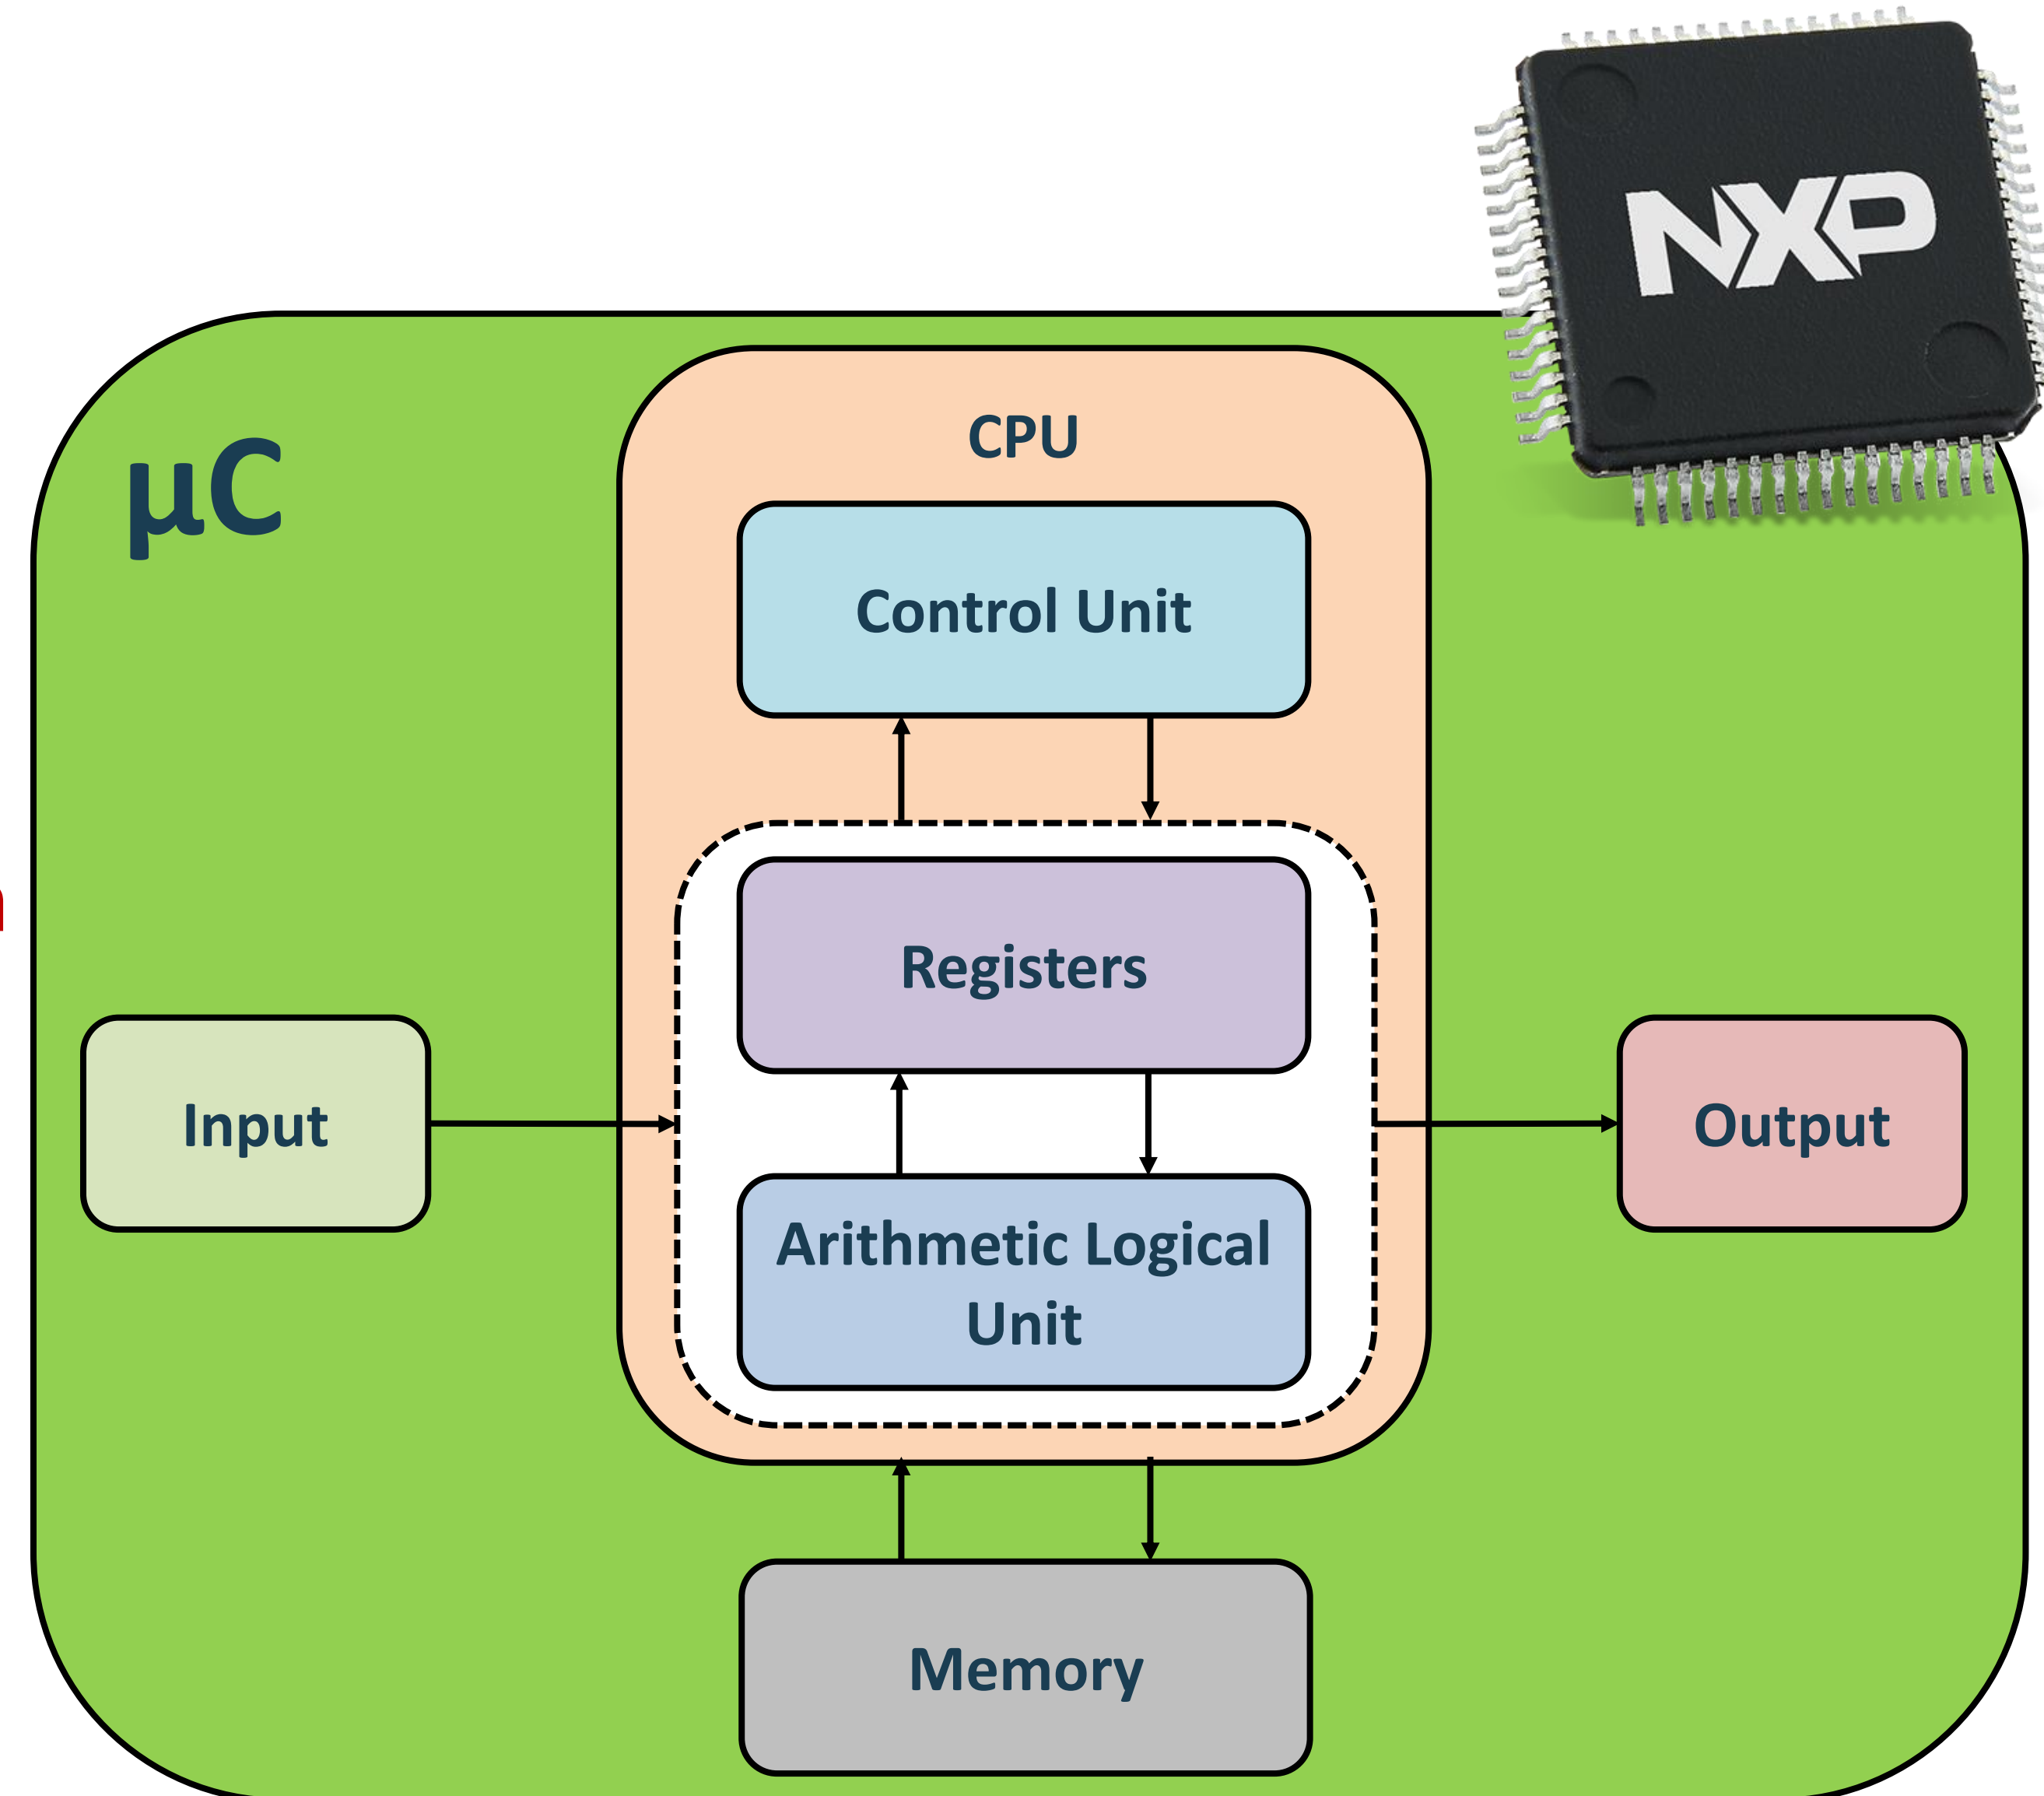 NXP
µC
CPU
Control Unit
Registers
Input
Output
Arithmetic Logical
Unit
Memory